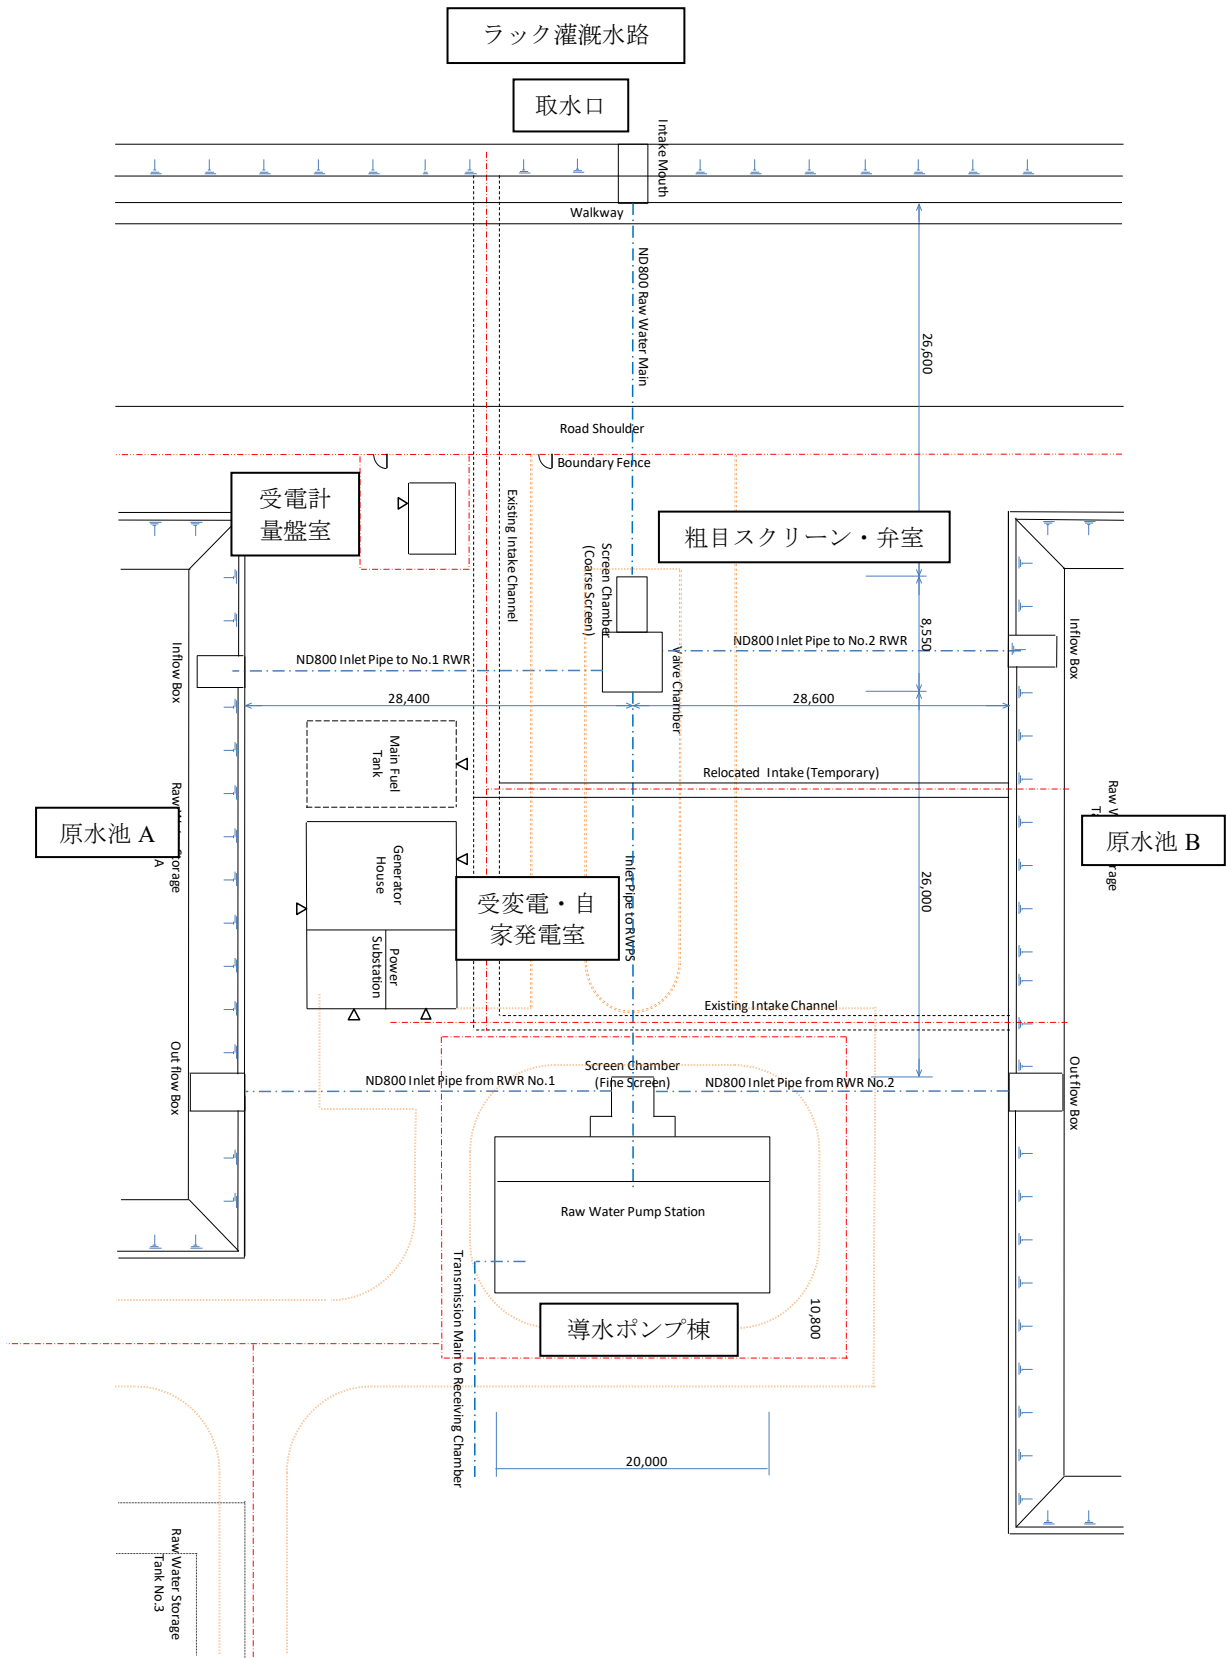 ラック灌漑水路
取水口
Intake Mouth
Walkway
ND800 Raw Water Main
26,600
Road Shoulder
Boundary Fence
受電計
量盤室
Existing Intake Channel
粗目スクリーン・弁室
Screen Chamber
(Coarse Screen)
8,550
Inflow Box
ND800 Inlet Pipe to No.1 RWR
ND800 Inlet Pipe to No.2 RWR
Inflow Box
Valve Chamber
28,400
28,600
Main Fuel
Tank
Relocated Intake (Temporary)
原水池 A
A
原水池 B
Generator
House
受変電・自
家発電室
Inlet Pipe to RWPS
26,000
Power
Substation
Existing Intake Channel
Out flow Box
Screen Chamber
(Fine Screen)
ND800 Inlet Pipe from RWR No.1
ND800 Inlet Pipe from RWR No.2
Out flow Box
Raw Water Pump Station
Transmission Main to Receiving Chamber
導水ポンプ棟
10,800
20,000
Raw Water Storage
Tank No.3